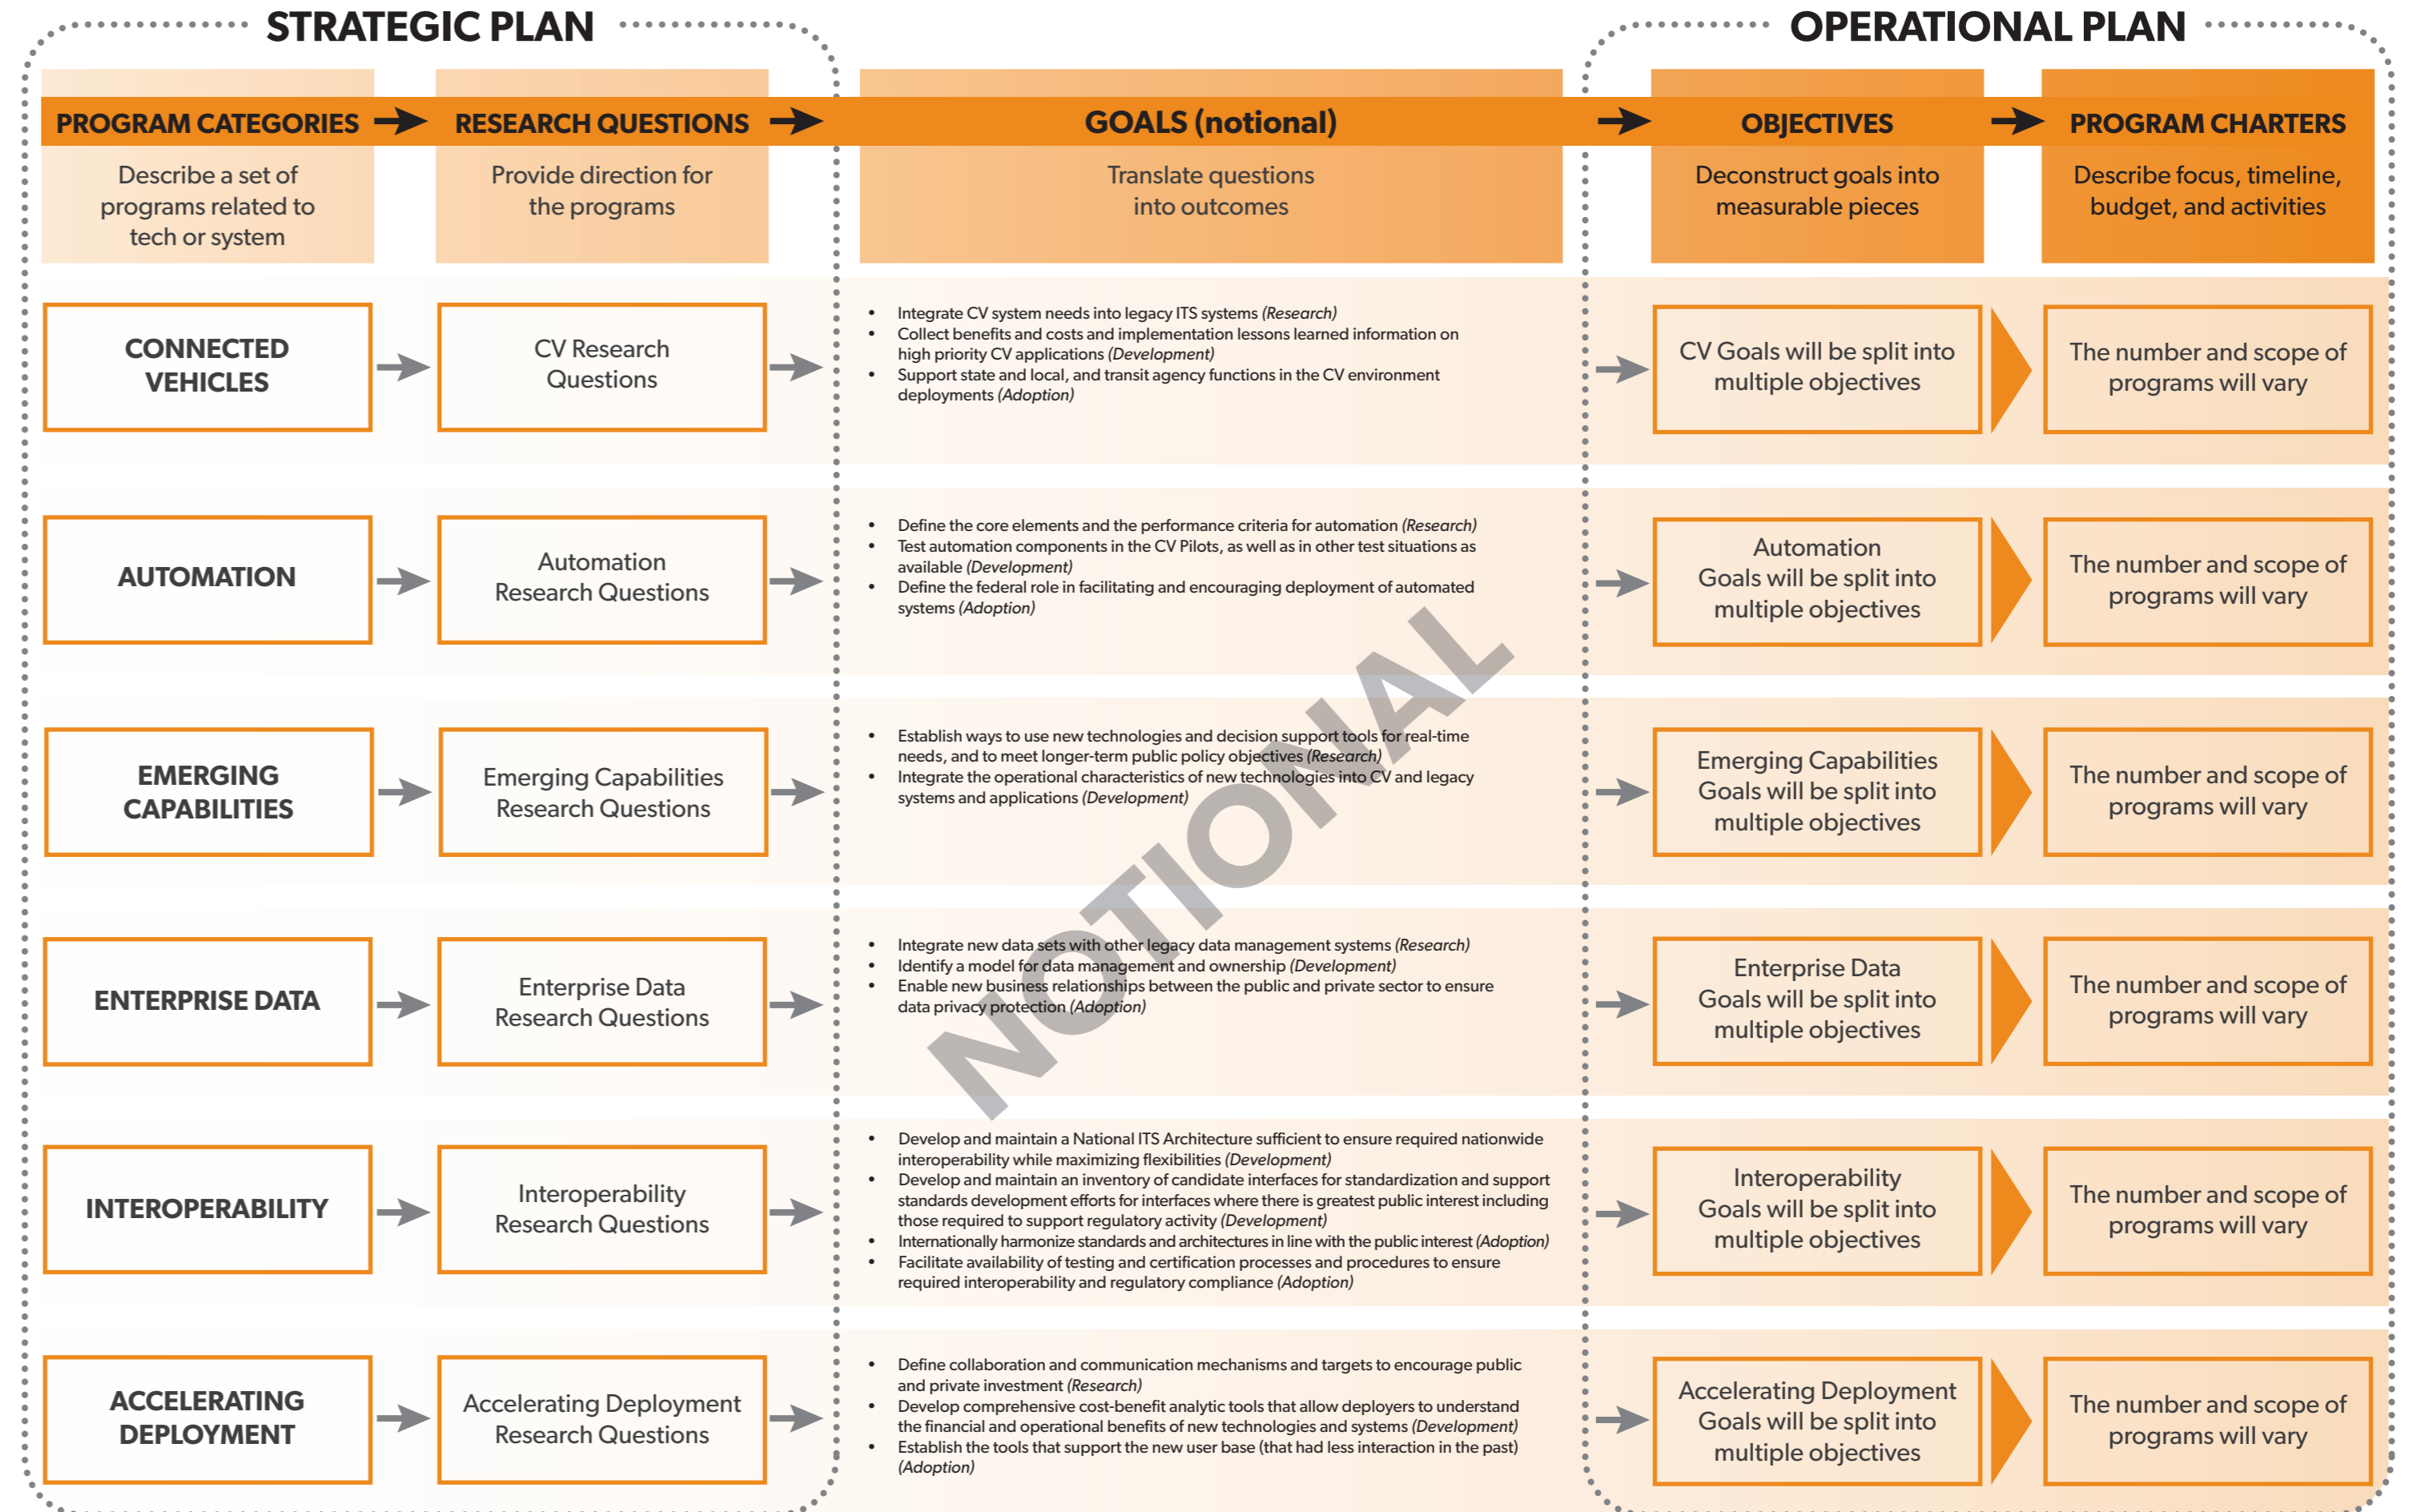 STRATEGIC PLAN
OPERATIONAL PLAN
PROGRAM CATEGORIES
RESEARCH QUESTIONS
GOALS (notional)
OBJECTIVES
PROGRAM CHARTERS
Describe a set of
programs related to
tech or system
Provide direction for
the programs
Translate questions
into outcomes
Deconstruct goals into
measurable pieces
Describe focus, timeline,
budget, and activities
CONNECTED
VEHICLES
CV Research
Questions
• Integrate CV system needs into legacy ITS systems (Research)
• Collect benefits and costs and implementation lessons learned information on
high priority CV applications (Development)
• Support state and local, and transit agency functions in the CV environment
deployments (Adoption)
CV Goals will be split into
multiple objectives
The number and scope of
programs will vary
AUTOMATION
Automation
Research Questions
• Define the core elements and the performance criteria for automation (Research)
• Test automation components in the CV Pilots, as well as in other test situations as
available (Development)
• Define the federal role in facilitating and encouraging deployment of automated
systems (Adoption)
Automation
Goals will be split into
multiple objectives
The number and scope of
programs will vary
EMERGING
CAPABILITIES
Emerging Capabilities
Research Questions
• Establish ways to use new technologies and decision support tools for real-time
needs, and to meet longer-term public policy objectives (Research)
• Integrate the operational characteristics of new technologies into CV and legacy
systems and applications (Development)
Emerging Capabilities
Goals will be split into
multiple objectives
The number and scope of
programs will vary
NOTIONAL
ENTERPRISE DATA
Enterprise Data
Research Questions
• Integrate new data sets with other legacy data management systems (Research)
• Identify a model for data management and ownership (Development)
• Enable new business relationships between the public and private sector to ensure
data privacy protection (Adoption)
Enterprise Data
Goals will be split into
multiple objectives
The number and scope of
programs will vary
INTEROPERABILITY
Interoperability
Research Questions
• Develop and maintain a National ITS Architecture sufficient to ensure required nationwide
interoperability while maximizing flexibilities (Development)
• Develop and maintain an inventory of candidate interfaces for standardization and support
standards development efforts for interfaces where there is greatest public interest including
those required to support regulatory activity (Development)
• Internationally harmonize standards and architectures in line with the public interest (Adoption)
• Facilitate availability of testing and certification processes and procedures to ensure
required interoperability and regulatory compliance (Adoption)
Interoperability
Goals will be split into
multiple objectives
The number and scope of
programs will vary
ACCELERATING
DEPLOYMENT
Accelerating Deployment
Research Questions
• Define collaboration and communication mechanisms and targets to encourage public
and private investment (Research)
• Develop comprehensive cost-benefit analytic tools that allow deployers to understand
the financial and operational benefits of new technologies and systems (Development)
• Establish the tools that support the new user base (that had less interaction in the past)
(Adoption)
Accelerating Deployment
Goals will be split into
multiple objectives
The number and scope of
programs will vary